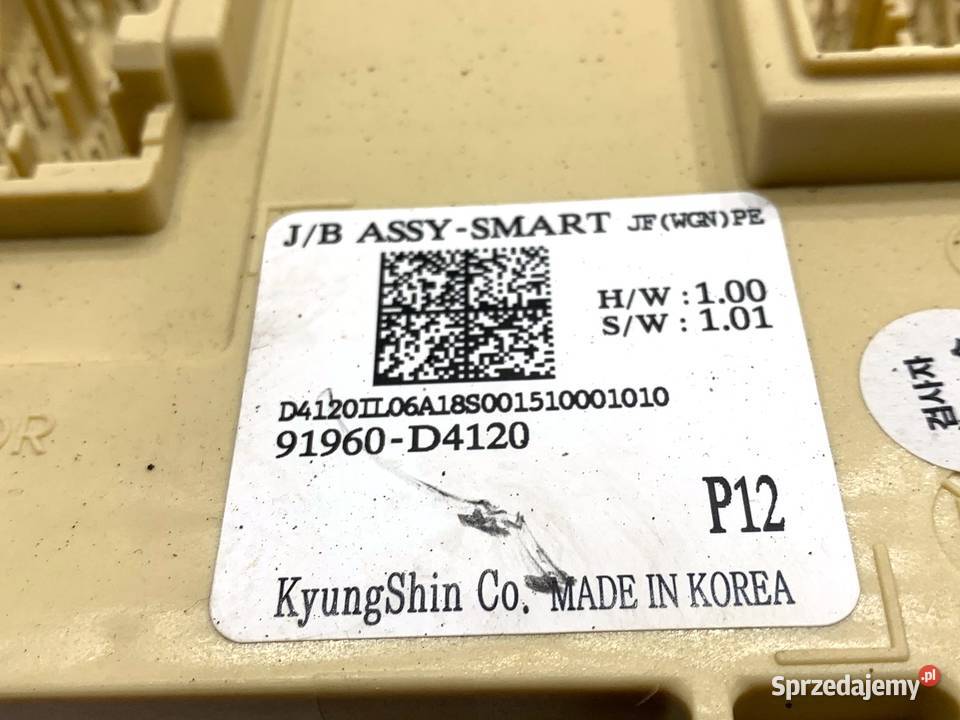 J/B ASSY-SMART JF(WGN)PE
H/W : 1.00
S/W : 1.01
D4120IL06A18S001510001010
91960-D4120
P12
KyungShin Co. MADE IN KOREA
OR
Sprzedajemy.pl